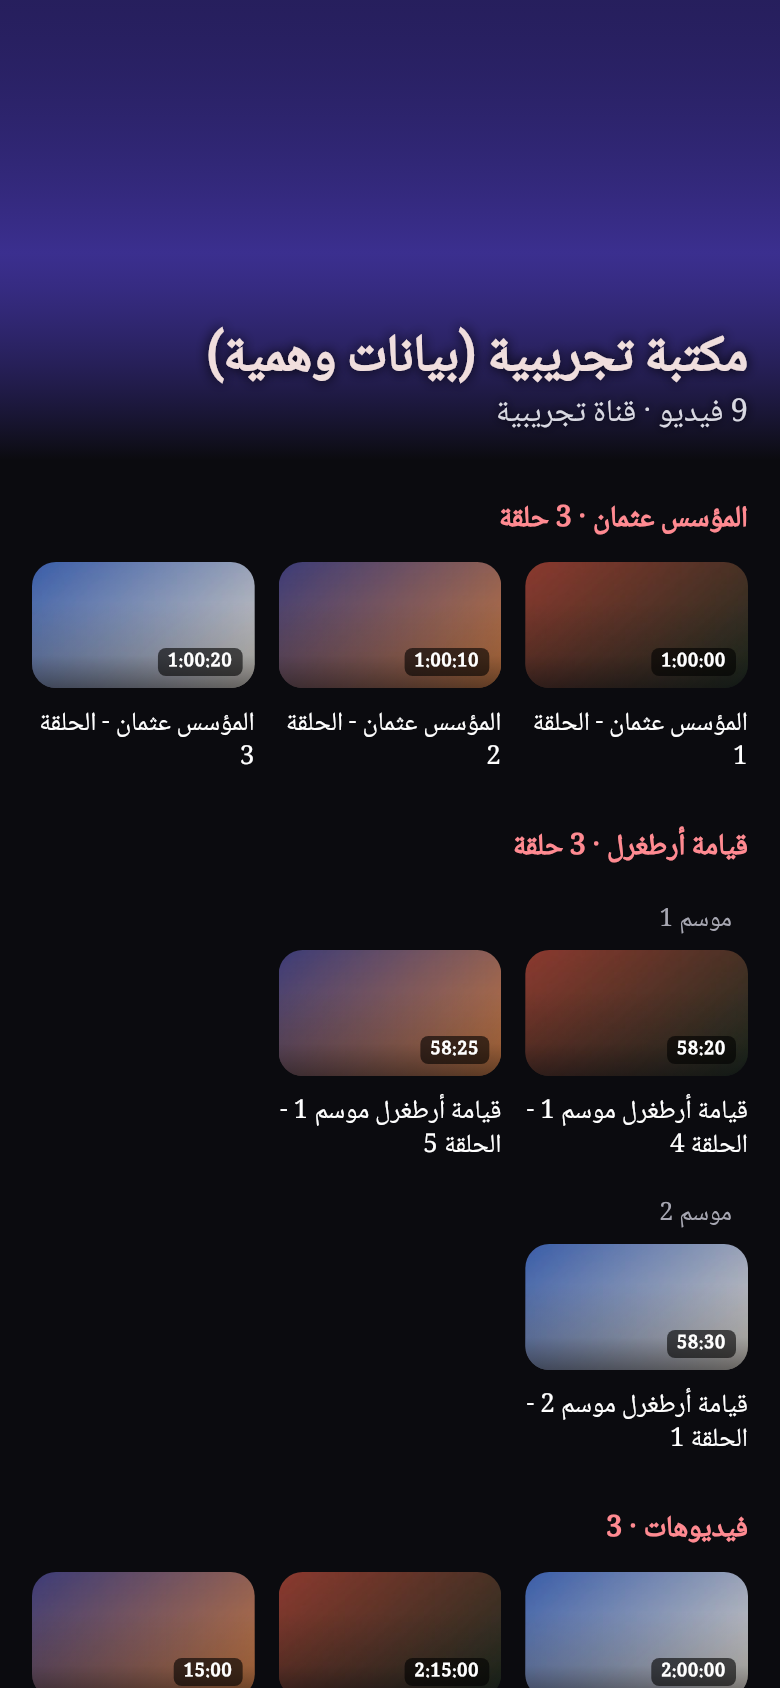 مكتبة تجريبية (بيانات وهمية)
9 فيديو · قناة تجريبية
المؤسس عثمان · 3 حلقة
1:00:00
1:00:10
1:00:20
المؤسس عثمان - الحلقة
1
المؤسس عثمان - الحلقة
2
المؤسس عثمان - الحلقة
3
قيامة أرطغرل · 3 حلقة
موسم 1
58:20
58:25
قيامة أرطغرل موسم 1 -
الحلقة 4
قيامة أرطغرل موسم 1 -
الحلقة 5
موسم 2
58:30
قيامة أرطغرل موسم 2 -
الحلقة 1
فيديوهات · 3
2:00:00
2:15:00
15:00